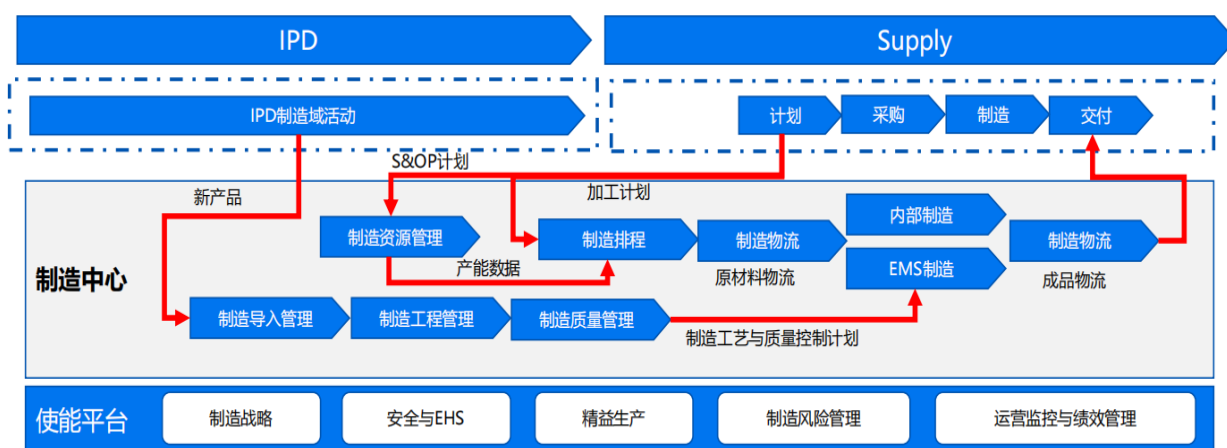 IPD
Supply
IPD制造域活动
计划
采购
制造
交付
S&OP计划
新产品
加工计划
制造中心
制造资源管理
制造排程
制造物流
内部制造
制造物流
产能数据
原材料物流
EMS制造
成品物流
制造导入管理
制造工程管理
制造质量管理
制造工艺与质量控制计划
使能平台
制造战略
安全与EHS
精益生产
制造风险管理
运营监控与绩效管理